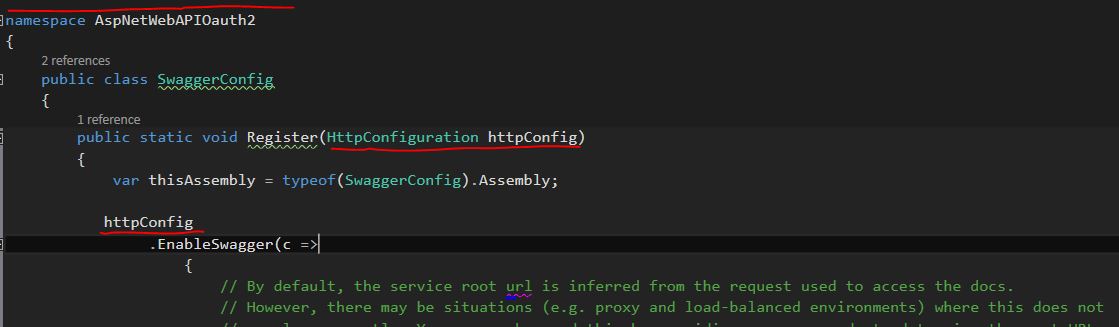 namespace AspNetWebAPIOauth2
{
2 references
public class SwaggerConfig
{
1 reference
public static void Register(HttpConfiguration httpConfig)
{
var thisAssembly = typeof(SwaggerConfig).Assembly;
httpConfig
.EnableSwagger(c =>
{
// By default, the service root url is inferred from the request used to access the docs.
// However, there may be situations (e.g. proxy and load-balanced environments) where this does not